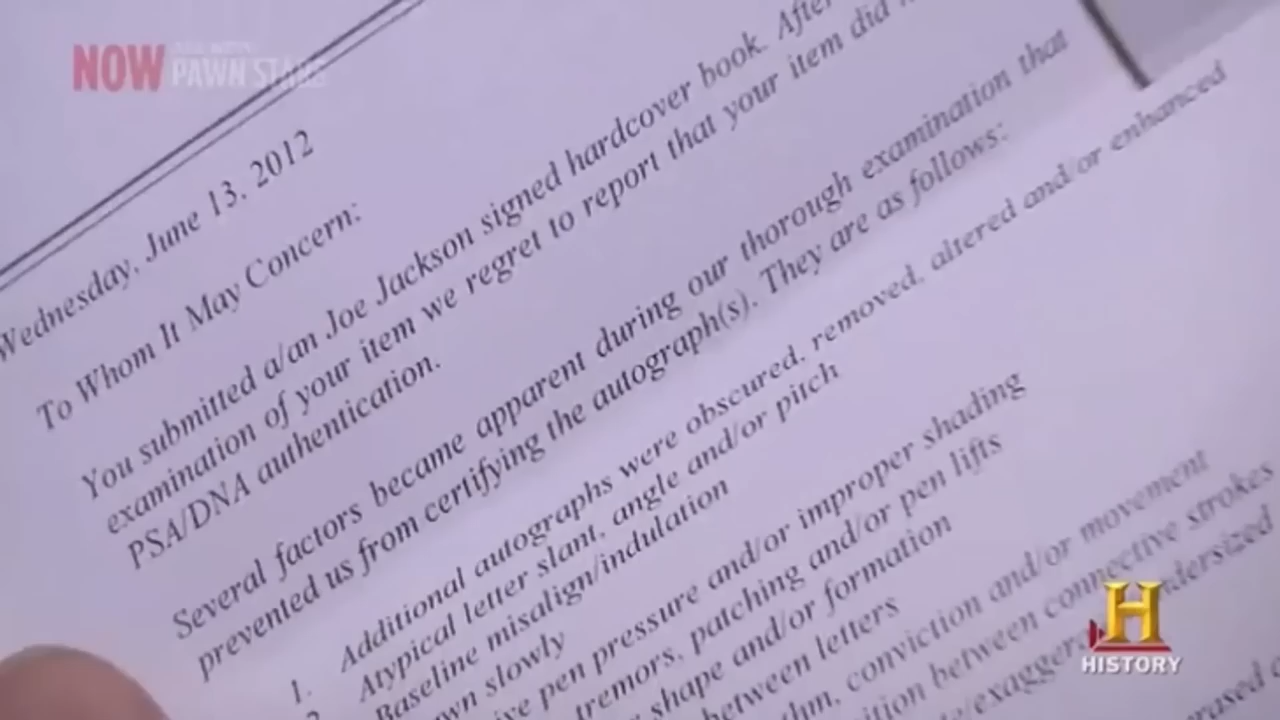 NOW
PAWN STARS
Wednesday, June 13, 2012
To Whom It May Concern:
You submitted a/an Joe Jackson signed hardcover book. After
examination of your item we regret to report that your item did
PSA/DNA authentication.
Several factors became apparent during our thorough examination that
prevented us from certifying the autograph(s). They are as follows:
1. Additional autographs were obscured, removed, altered and/or enhanced
Atypical letter slant, angle and/or pitch
Baseline misalign/indulation
slowly
pen pressure and/or improper shading
tremors, patching and/or pen lifts
shape and/or formation
between letters
conviction and/or movement
between connective strokes
H
HISTORY